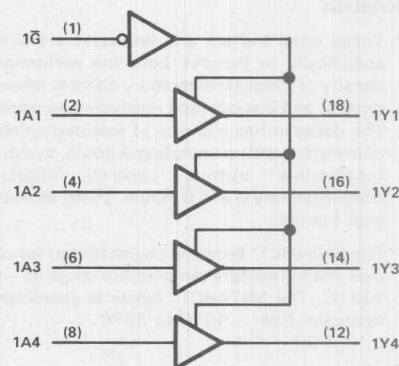 1G̅ (1)
1A1 (2) (18) 1Y1
1A2 (4) (16) 1Y2
1A3 (6) (14) 1Y3
1A4 (8) (12) 1Y4